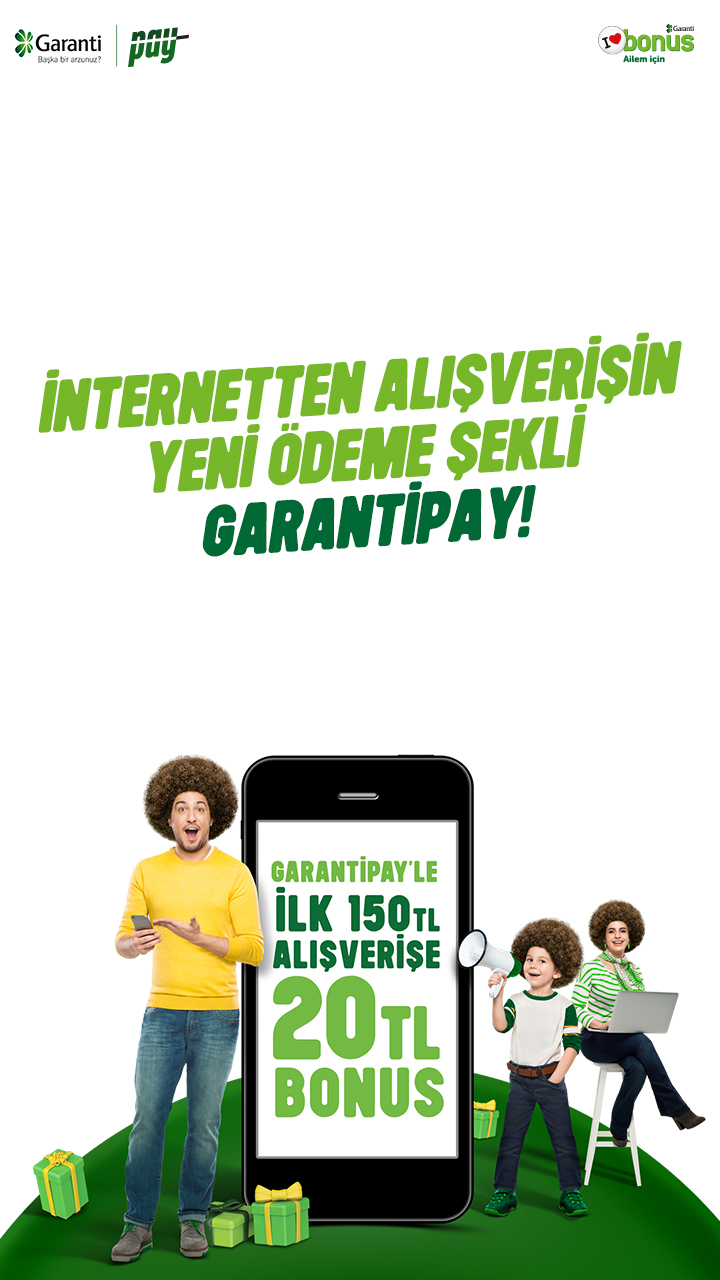 Garanti
Başka bir arzunuz?
pay
Garanti
I bonus
Ailem için
İNTERNETTEN ALIŞVERİŞİN
YENİ ÖDEME ŞEKLİ
GARANTİPAY!
GARANTİPAY'LE
İLK 150TL
ALIŞVERİŞE
20TL
BONUS